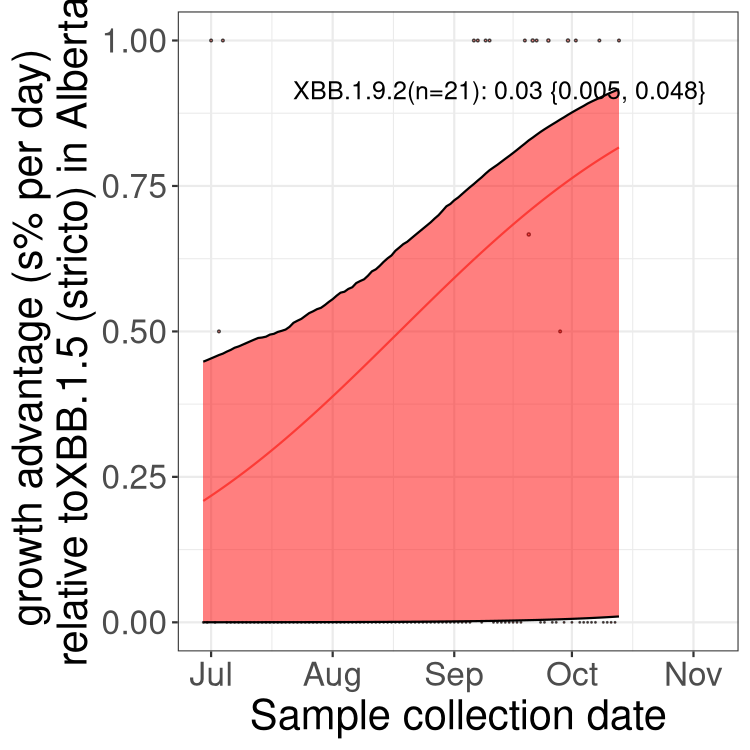 growth advantage (s% per day)
relative toXBB.1.5 (stricto) in Alberta
1.00
0.75
0.50
0.25
0.00
XBB.1.9.2(n=21): 0.03 {0.005, 0.048}
Jul Aug Sep Oct Nov
Sample collection date